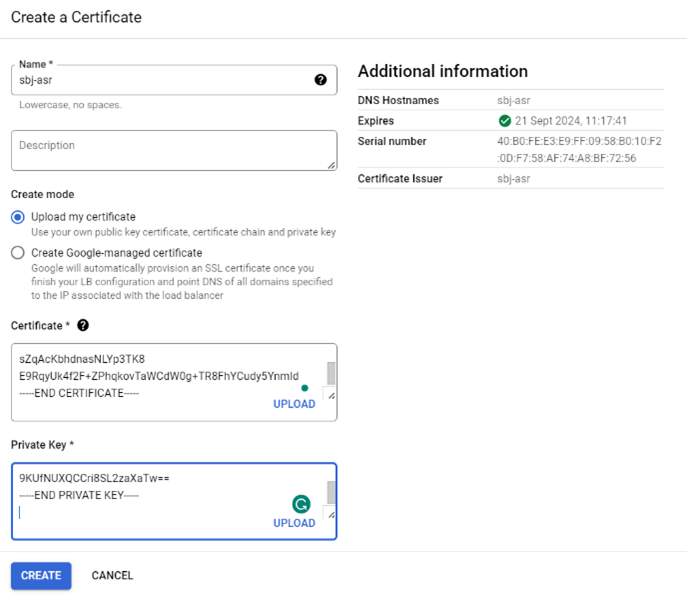 Create a Certificate
Name *
sbj-asr
Lowercase, no spaces.
Description
Create mode
Upload my certificate
Use your own public key certificate, certificate chain and private key
Create Google-managed certificate
Google will automatically provision an SSL certificate once you
finish your LB configuration and point DNS of all domains specified
to the IP associated with the load balancer
Certificate *
sZqAcKbhdnasNLYp3TK8
E9RqyUk4f2F+ZPhqkovTaWCdW0g+TR8FhYCudy5YnmId
-----END CERTIFICATE-----
UPLOAD
Private Key *
9KUfNUXQCCri8SL2zaXaTw==
-----END PRIVATE KEY-----
UPLOAD
CREATE
CANCEL
Additional information
DNS Hostnames sbj-asr
Expires 21 Sept 2024, 11:17:41
Serial number 40:B0:FE:E3:E9:FF:09:58:B0:10:F2
:0D:F7:58:AF:74:A8:BF:72:56
Certificate Issuer sbj-asr